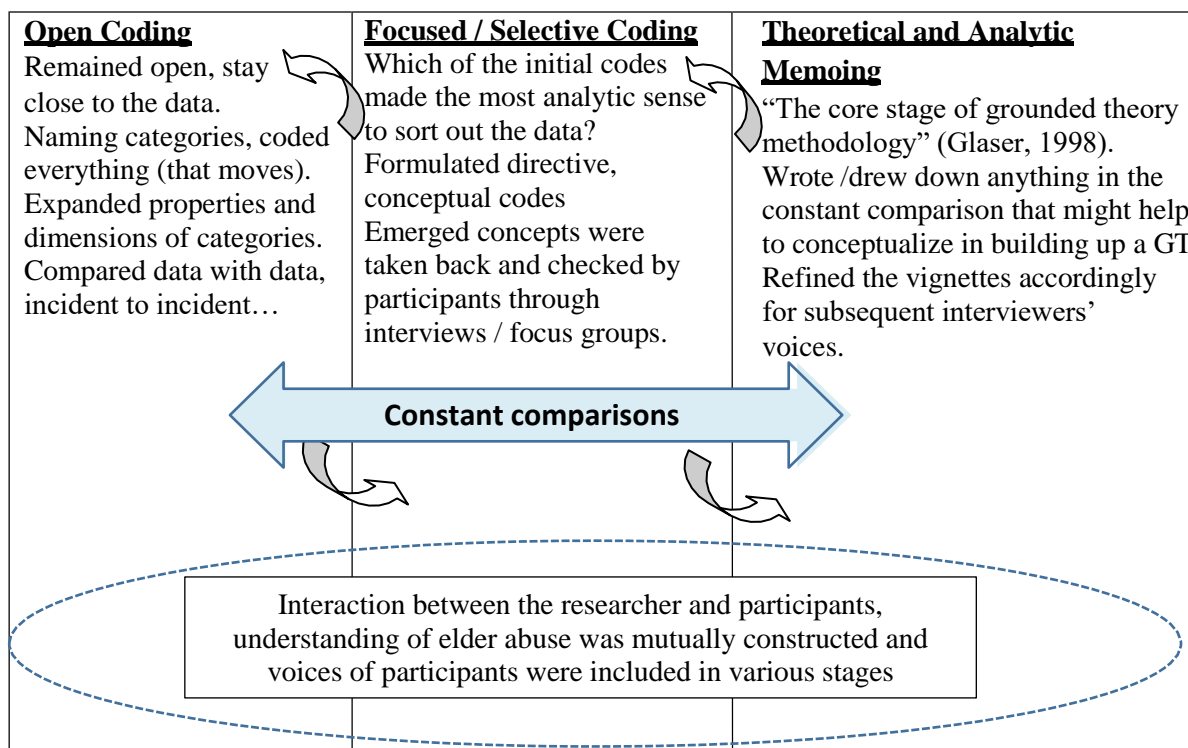 Open Coding
Remained open, stay
close to the data.
Naming categories, coded
everything (that moves).
Expanded properties and
dimensions of categories.
Compared data with data,
incident to incident…
Focused / Selective Coding
Which of the initial codes
made the most analytic sense
to sort out the data?
Formulated directive,
conceptual codes
Emerged concepts were
taken back and checked by
participants through
interviews / focus groups.
Theoretical and Analytic
Memoing
“The core stage of grounded theory
methodology” (Glaser, 1998).
Wrote /drew down anything in the
constant comparison that might help
to conceptualize in building up a GT
Refined the vignettes accordingly
for subsequent interviewers’
voices.
Constant comparisons
Interaction between the researcher and participants,
understanding of elder abuse was mutually constructed and
voices of participants were included in various stages